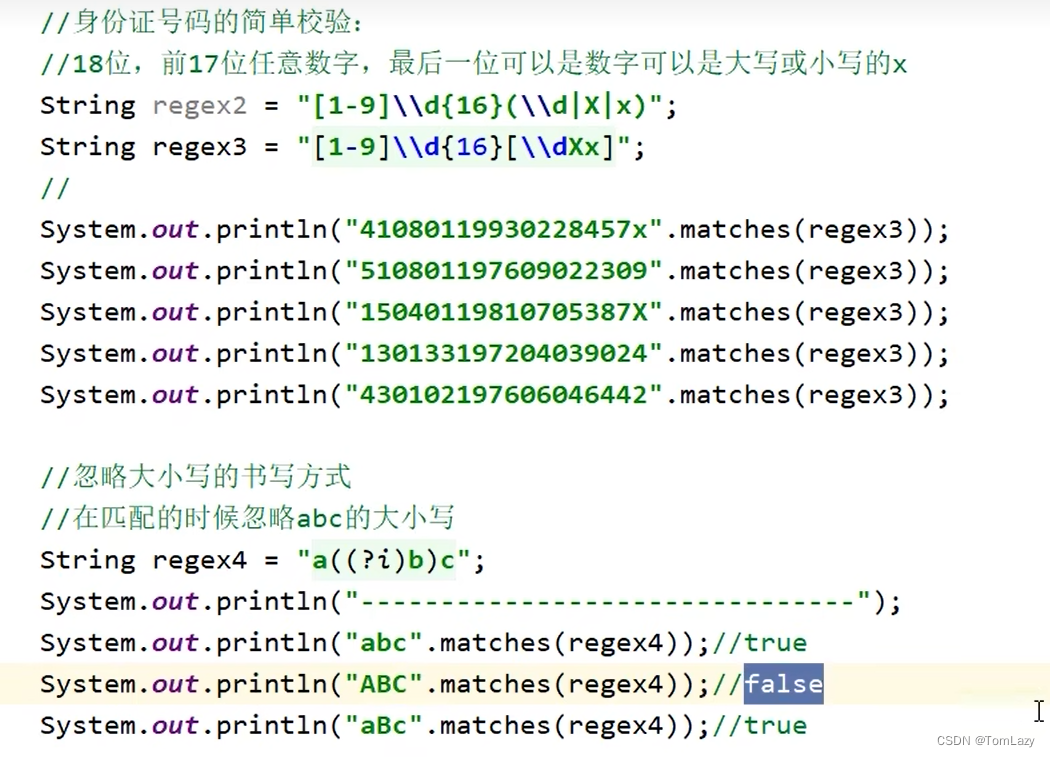 //身份证号码的简单校验:
//18位，前17位任意数字，最后一位可以是数字可以是大写或小写的x
String regex2 = "[1-9]\\d{16}(\\d|X|x)";
String regex3 = "[1-9]\\d{16}[\\dXx]";
//
System.out.println("41080119930228457x".matches(regex3));
System.out.println("510801197609022309".matches(regex3));
System.out.println("15040119810705387X".matches(regex3));
System.out.println("130133197204039024".matches(regex3));
System.out.println("430102197606046442".matches(regex3));
//忽略大小写的书写方式
//在匹配的时候忽略abc的大小写
String regex4 = "a((?i)b)c";
System.out.println("-------------------------------");
System.out.println("abc".matches(regex4));//true
System.out.println("ABC".matches(regex4));//false
System.out.println("aBc".matches(regex4));//true
CSDN @TomLazy